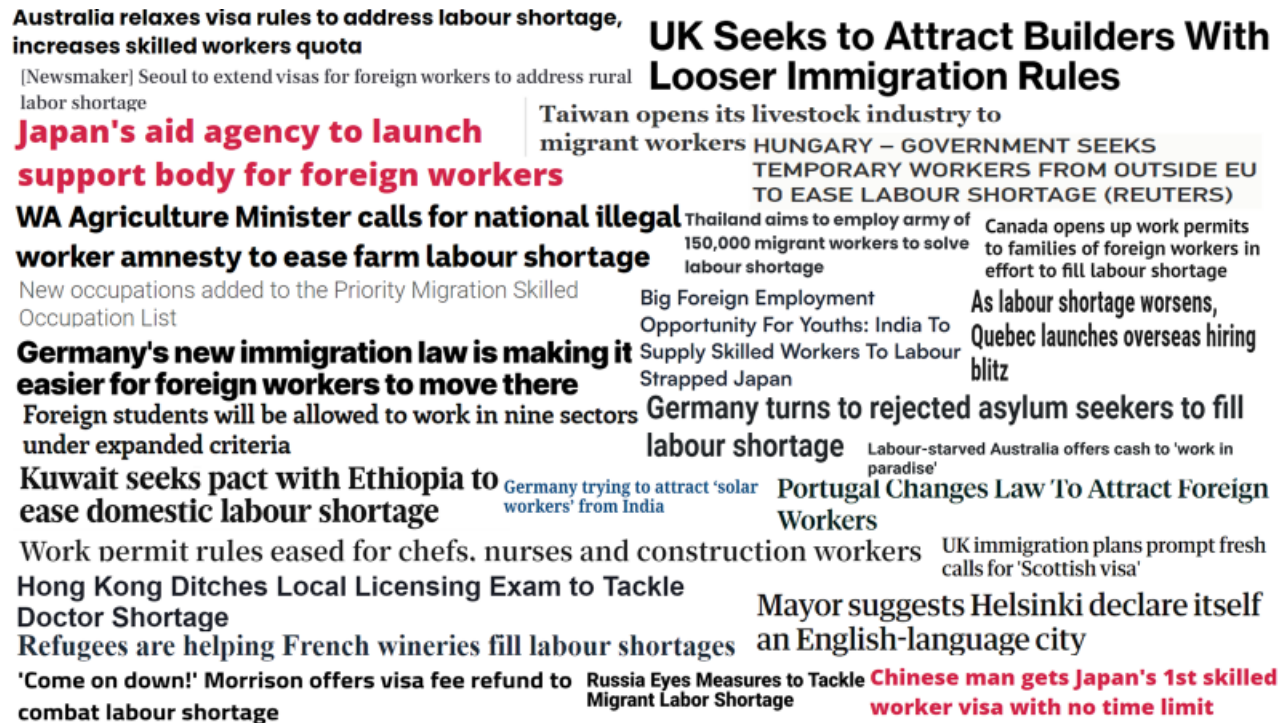 Australia relaxes visa rules to address labour shortage,
increases skilled workers quota
UK Seeks to Attract Builders With
Looser Immigration Rules
[Newsmaker] Seoul to extend visas for foreign workers to address rural
labor shortage
Taiwan opens its livestock industry to
migrant workers
Japan's aid agency to launch
support body for foreign workers
HUNGARY – GOVERNMENT SEEKS
TEMPORARY WORKERS FROM OUTSIDE EU
TO EASE LABOUR SHORTAGE (REUTERS)
WA Agriculture Minister calls for national illegal
worker amnesty to ease farm labour shortage
Thailand aims to employ army of
150,000 migrant workers to solve
labour shortage
Canada opens up work permits
to families of foreign workers in
effort to fill labour shortage
New occupations added to the Priority Migration Skilled
Occupation List
Big Foreign Employment
Opportunity For Youths: India To
Supply Skilled Workers To Labour
Strapped Japan
As labour shortage worsens,
Quebec launches overseas hiring
blitz
Germany's new immigration law is making it
easier for foreign workers to move there
Foreign students will be allowed to work in nine sectors
under expanded criteria
Germany turns to rejected asylum seekers to fill
labour shortage
Labour-starved Australia offers cash to 'work in
paradise'
Kuwait seeks pact with Ethiopia to
ease domestic labour shortage
Germany trying to attract ‘solar
workers’ from India
Portugal Changes Law To Attract Foreign
Workers
Work permit rules eased for chefs, nurses and construction workers
UK immigration plans prompt fresh
calls for 'Scottish visa'
Hong Kong Ditches Local Licensing Exam to Tackle
Doctor Shortage
Mayor suggests Helsinki declare itself
an English-language city
Refugees are helping French wineries fill labour shortages
'Come on down!' Morrison offers visa fee refund to
combat labour shortage
Russia Eyes Measures to Tackle
Migrant Labor Shortage
Chinese man gets Japan's 1st skilled
worker visa with no time limit